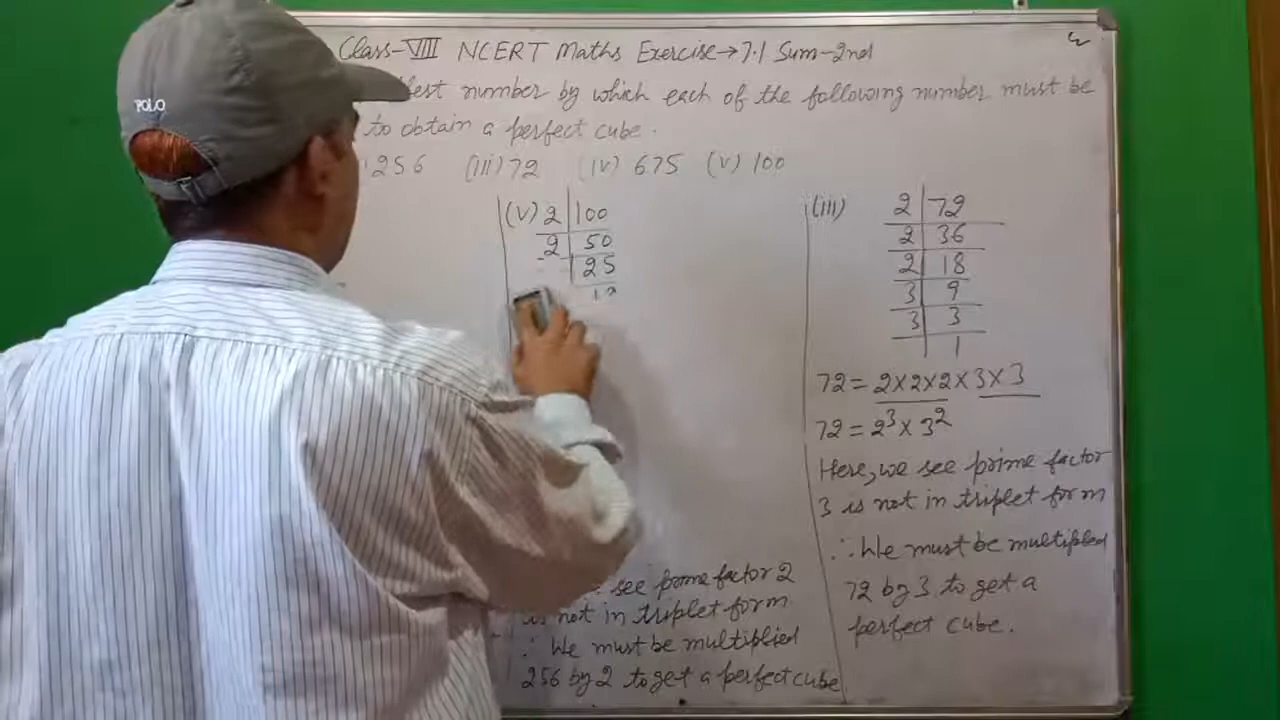 POLO
Class-VIII NCERT Maths Exercise→7.1 Sum-2nd
number by which each of the following number must be
to obtain a perfect cube.
256 (iii) 72 (iv) 675 (v) 100
(v) 2 | 100
2 | 50
25
12
see prime factor 2
is not in triplet form
∴ We must be multiplied
256 by 2 to get a perfect cube
(iii) 2 | 72
2 | 36
2 | 18
3 | 9
3 | 3
1
72 = 2×2×2×3×3
72 = 2³×3²
Here, we see prime factor
3 is not in triplet form
∴ We must be multiplied
72 by 3 to get a
perfect cube.